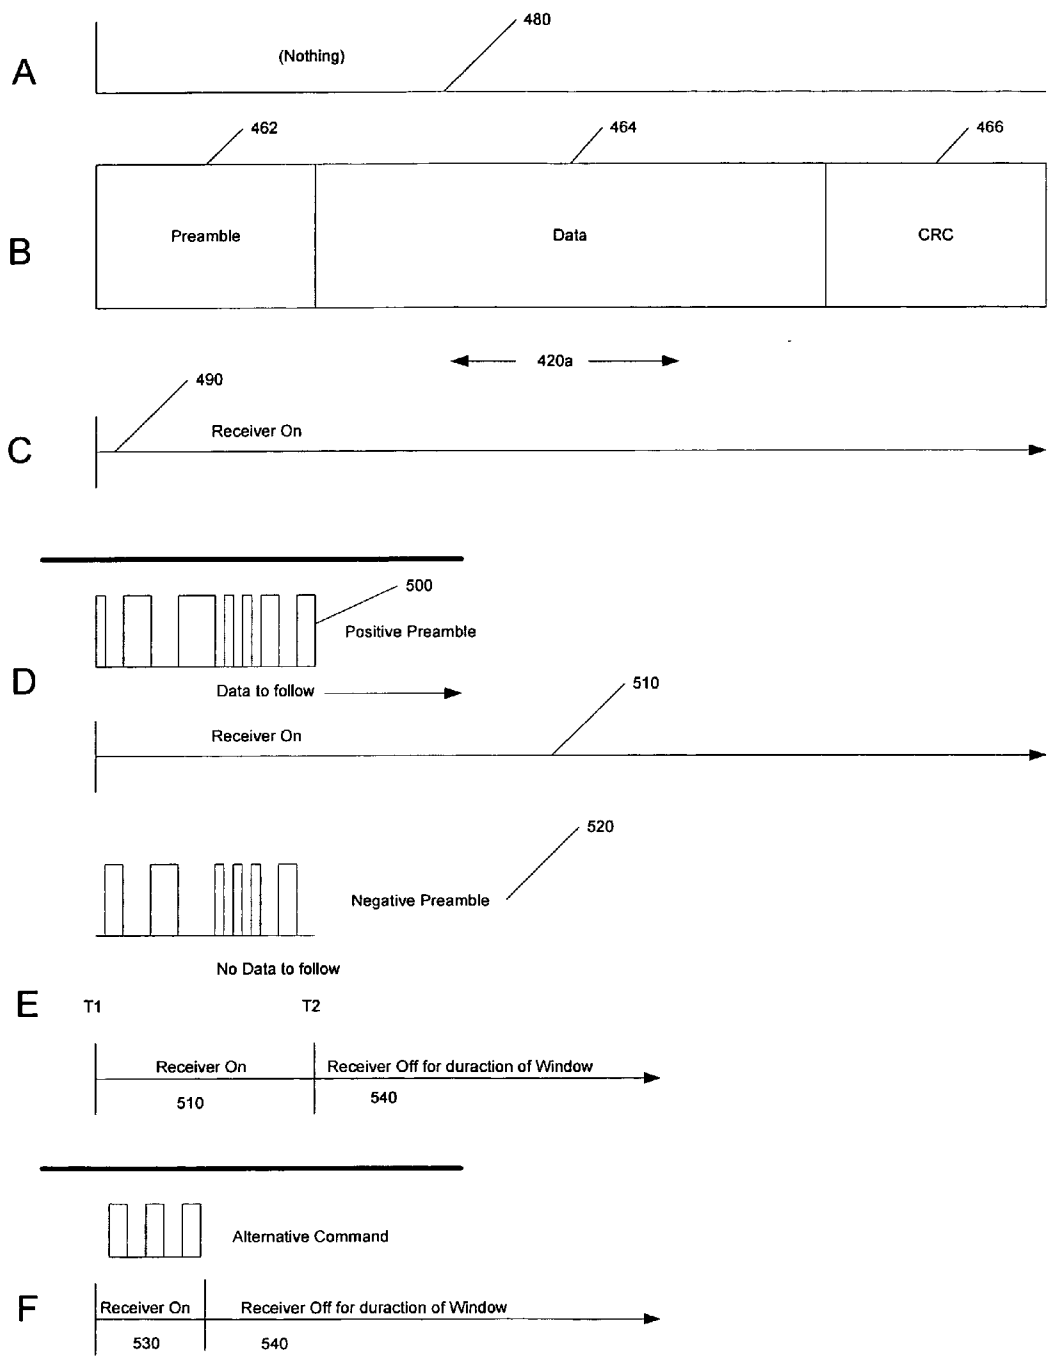 480
(Nothing)
A
462
464
466
Preamble
Data
CRC
B
420a
490
Receiver On
C
500
Positive Preamble
D
Data to follow
510
Receiver On
520
Negative Preamble
No Data to follow
E
T1
T2
Receiver On
Receiver Off for duraction of Window
510
540
Alternative Command
F
Receiver On
Receiver Off for duraction of Window
530
540